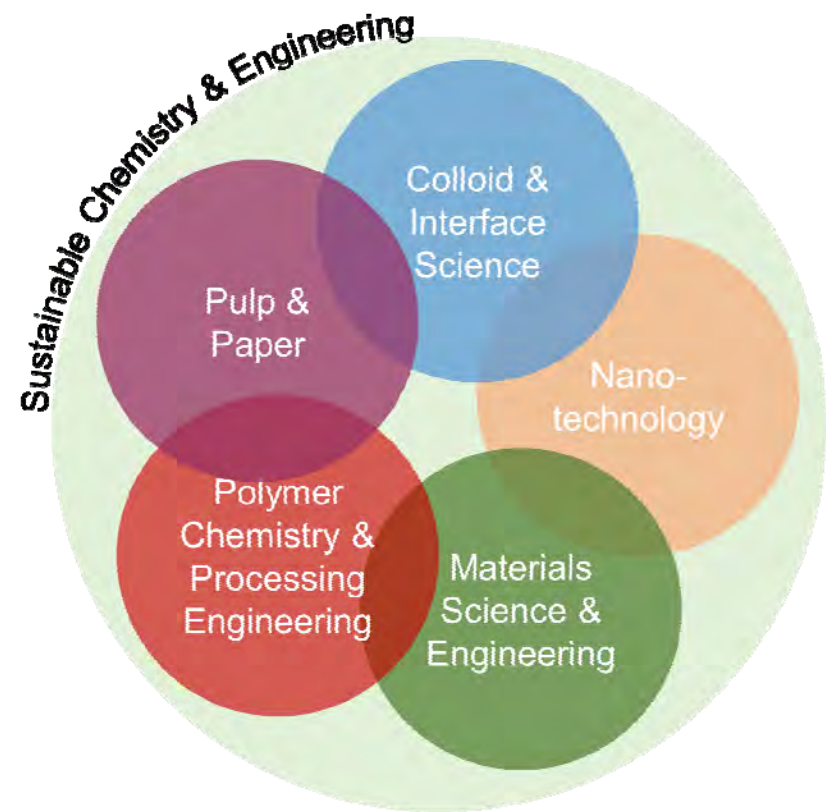 Sustainable Chemistry & Engineering
Colloid &
Interface
Science
Pulp &
Paper
Nano-
technology
Polymer
Chemistry &
Processing
Engineering
Materials
Science &
Engineering